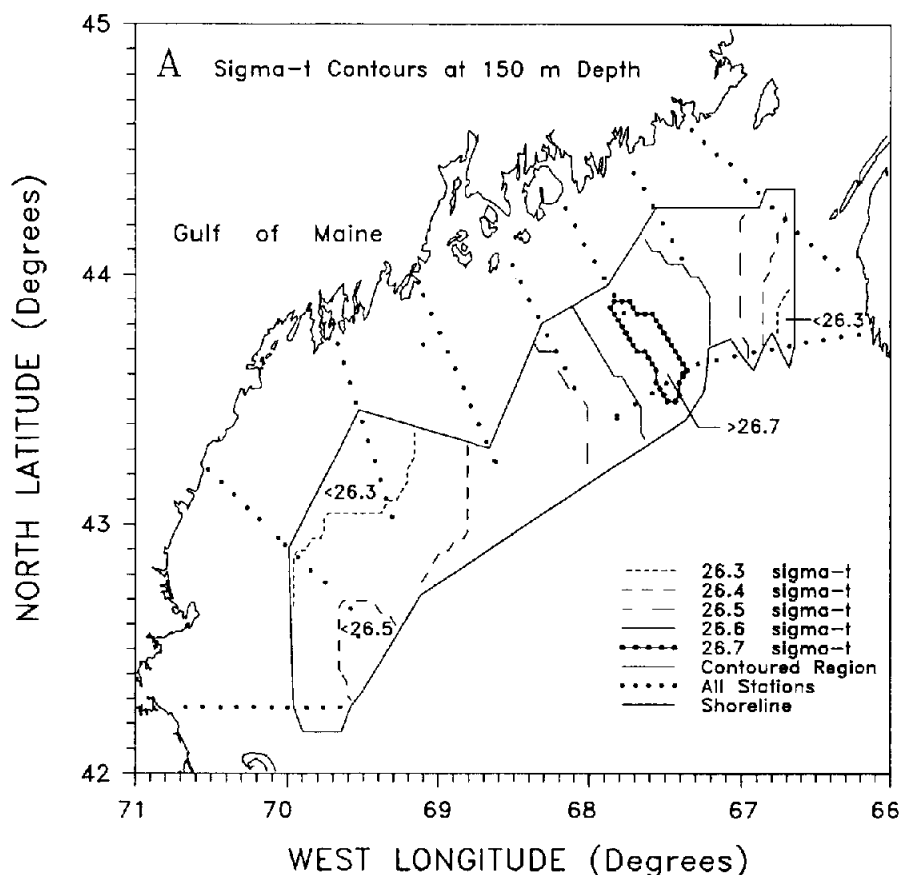 45
A Sigma-t Contours at 150 m Depth
Gulf of Maine
44
<26.3
>26.7
<26.3
43
<26.5
26.3 sigma-t
26.4 sigma-t
26.5 sigma-t
26.6 sigma-t
26.7 sigma-t
Contoured Region
All Stations
Shoreline
42
71 70 69 68 67 66
WEST LONGITUDE (Degrees)
NORTH LATITUDE (Degrees)